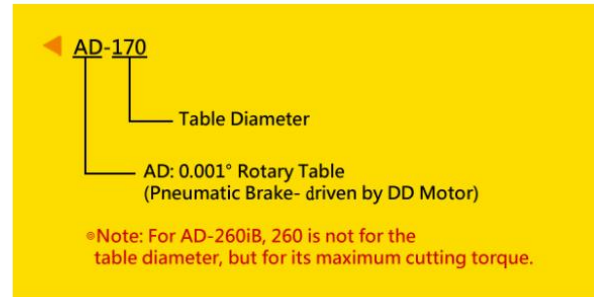 AD-170
Table Diameter
AD: 0.001° Rotary Table
(Pneumatic Brake- driven by DD Motor)
◎Note: For AD-260iB, 260 is not for the
table diameter, but for its maximum cutting torque.